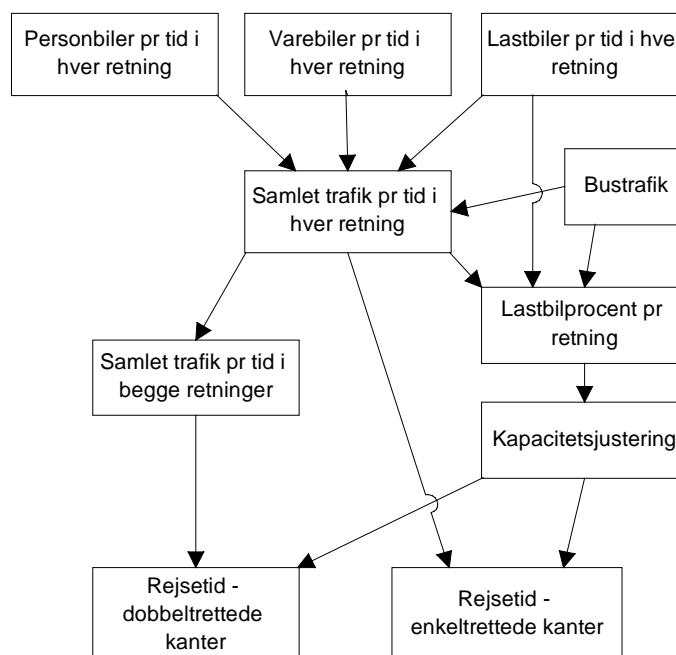 Personbiler pr tid i
hver retning
Varebiler pr tid i
hver retning
Lastbiler pr tid i hver
retning
Samlet trafik pr tid i
hver retning
Bustrafik
Lastbilprocent pr
retning
Samlet trafik pr tid i
begge retninger
Kapacitetsjustering
Rejsetid -
dobbeltrettede
kanter
Rejsetid -
enkeltrettede kanter